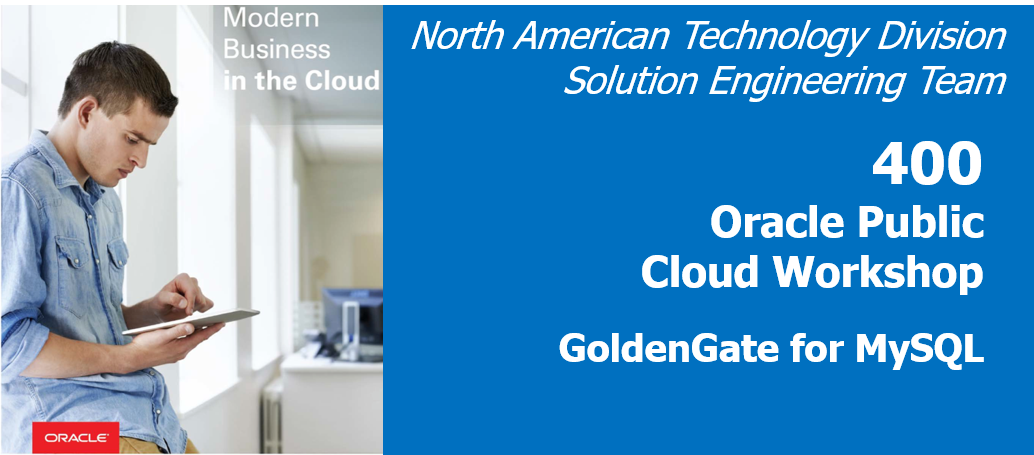 Modern
Business
in the Cloud
ORACLE
North American Technology Division
Solution Engineering Team
400
Oracle Public
Cloud Workshop
GoldenGate for MySQL